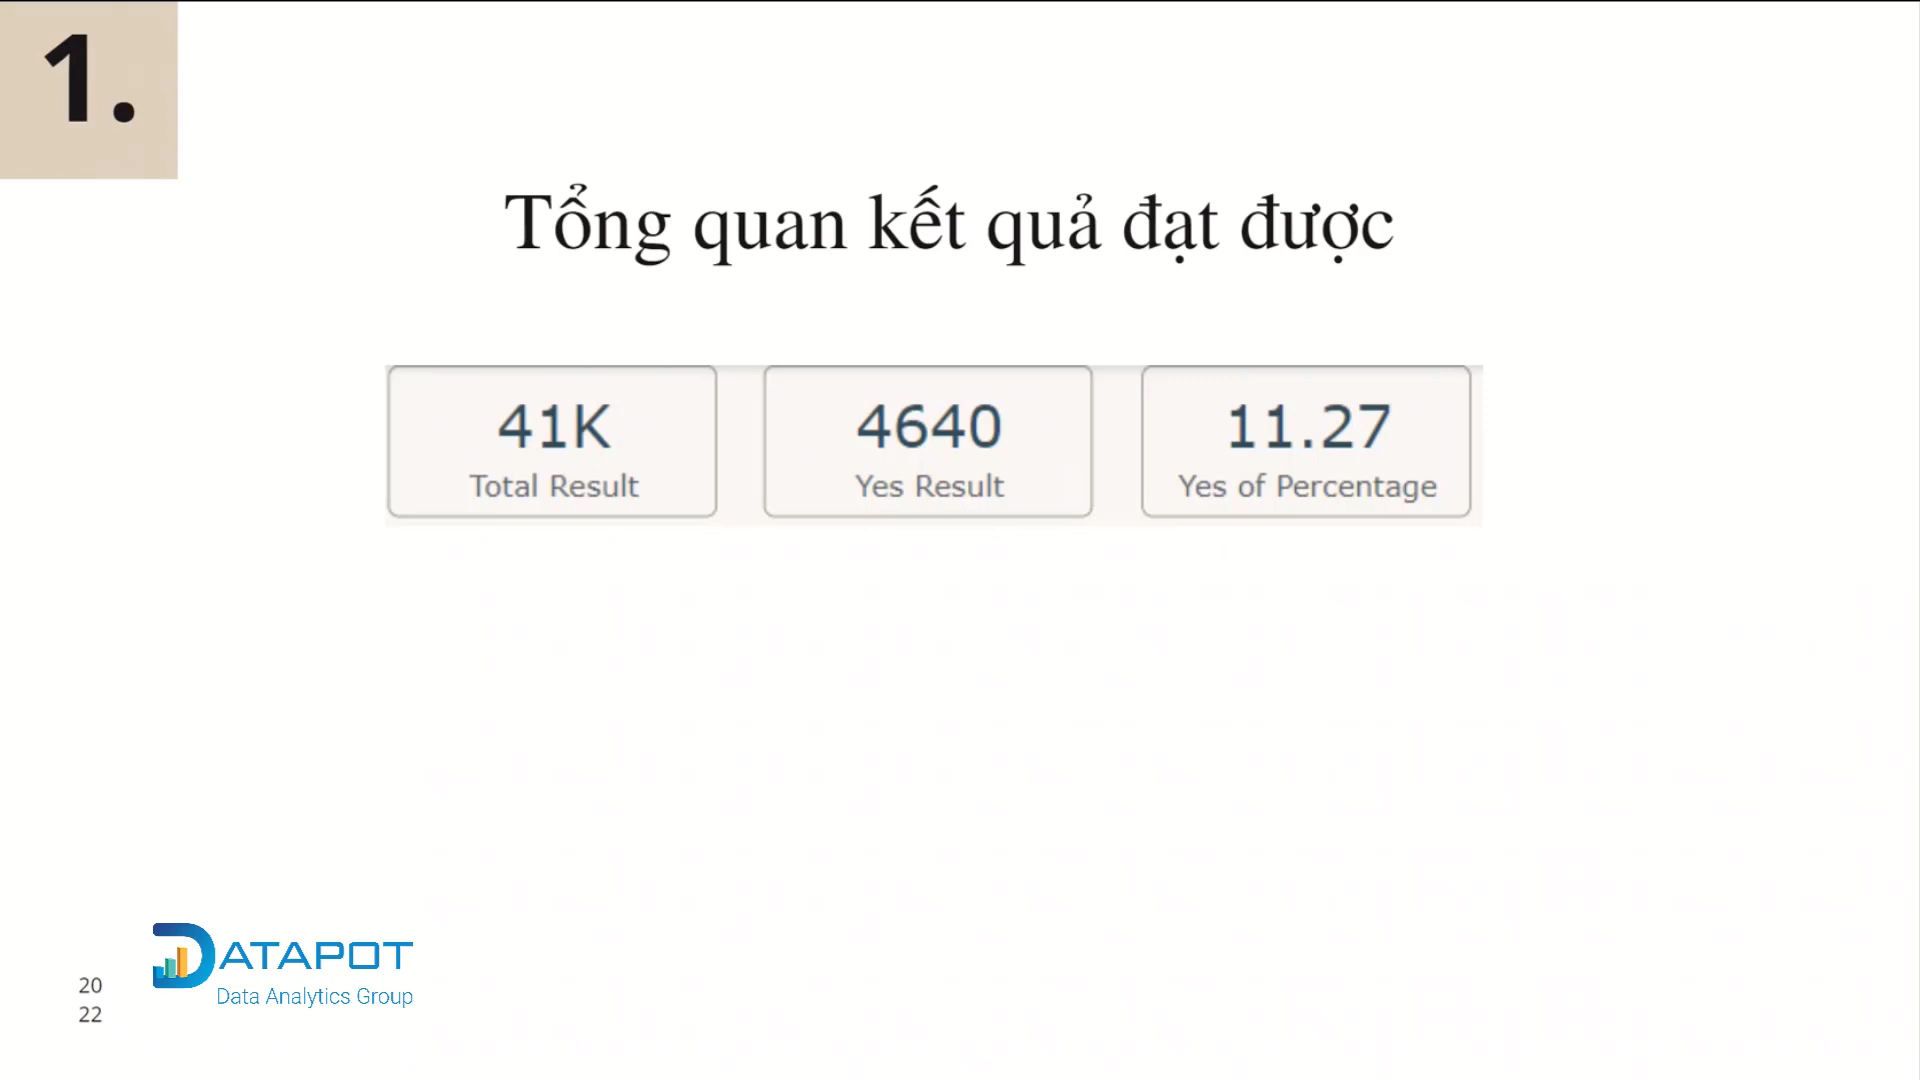 1.
Tổng quan kết quả đạt được
41K
Total Result
4640
Yes Result
11.27
Yes of Percentage
DATAPOT
Data Analytics Group
20
22